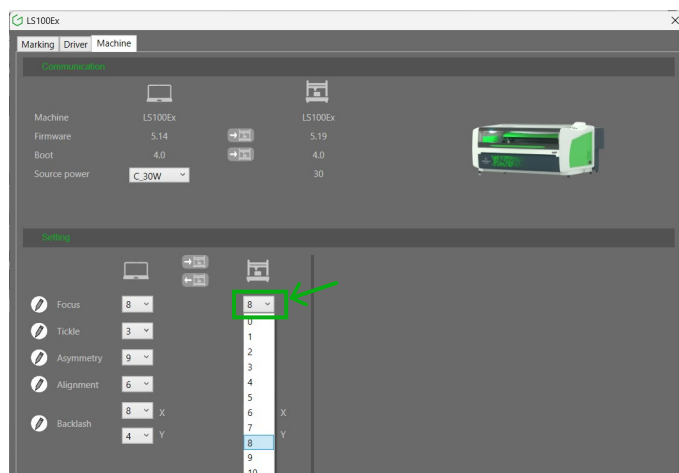 LS100Ex
Marking Driver Machine
Communication
Machine LS100Ex LS100Ex
Firmware 5.14 5.19
Boot 4.0 4.0
Source power C_30W 30
Setting
Focus 8 8
0
Tickle 3 1
2
Asymmetry 9 3
Alignment 6 4
5
8 X 6 X
Backlash 7
4 Y 8 Y
9
10